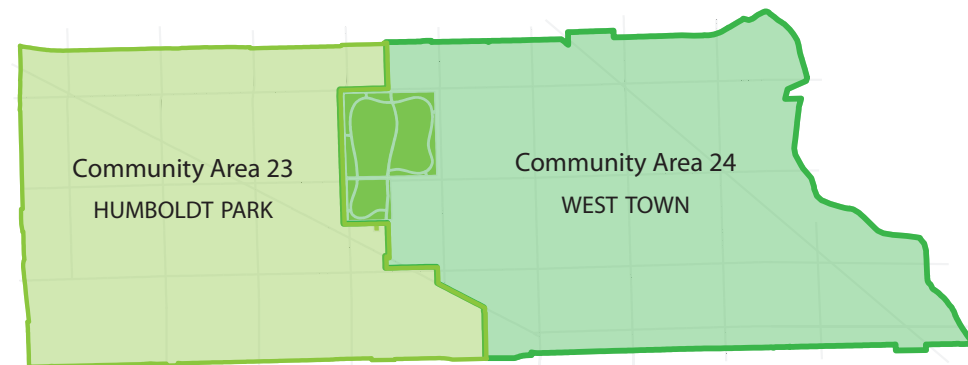 Community Area 23
HUMBOLDT PARK
Community Area 24
WEST TOWN